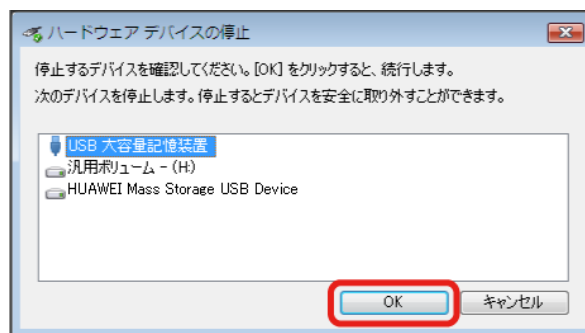 ハードウェア デバイスの停止
停止するデバイスを確認してください。[OK] をクリックすると、続行します。
次のデバイスを停止します。停止するとデバイスを安全に取り外すことができます。
USB 大容量記憶装置
汎用ボリューム - (H:)
HUAWEI Mass Storage USB Device
OK
キャンセル